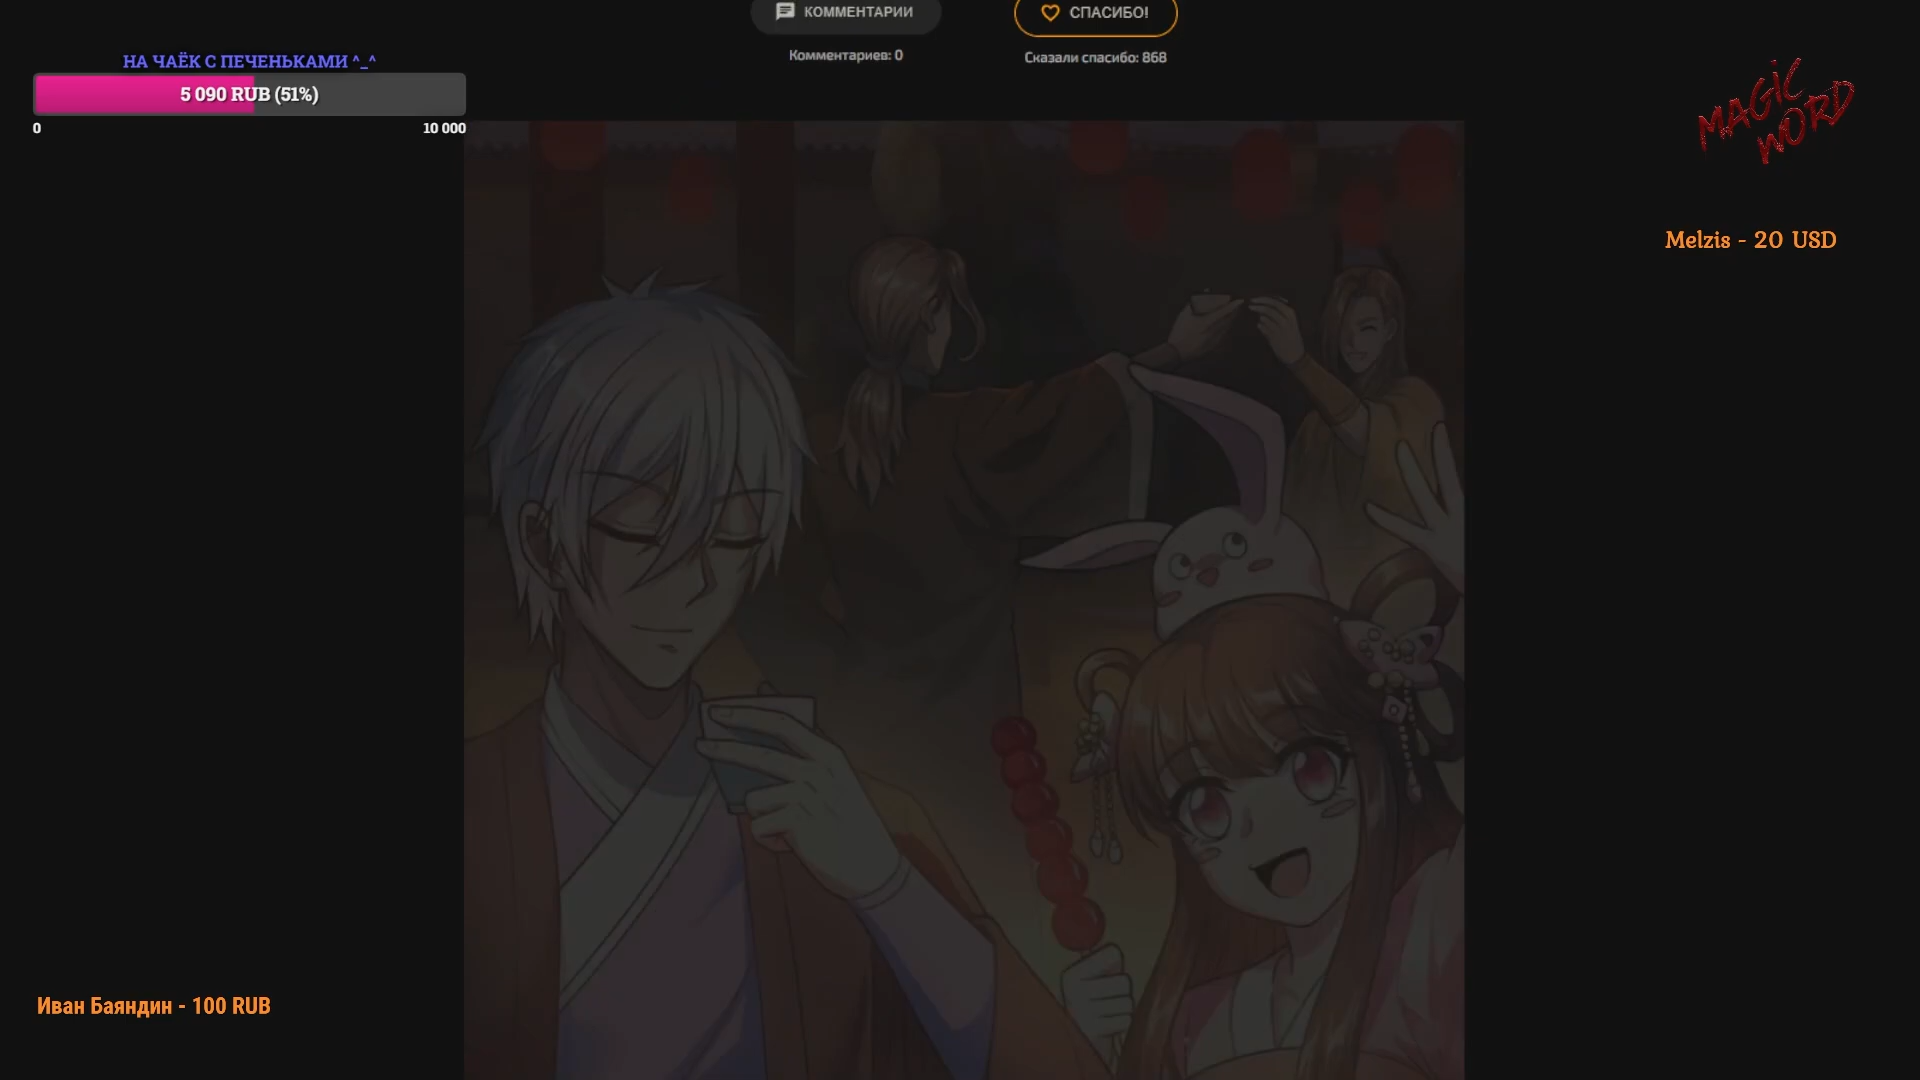 КОММЕНТАРИИ
СПАСИБО!
Комментариев: 0
Сказали спасибо: 868
НА ЧАЁК С ПЕЧЕНЬКАМИ ^_^
5 090 RUB (51%)
0
10 000
MAGIC
WORD
Melzis - 20 USD
Иван Баяндин - 100 RUB